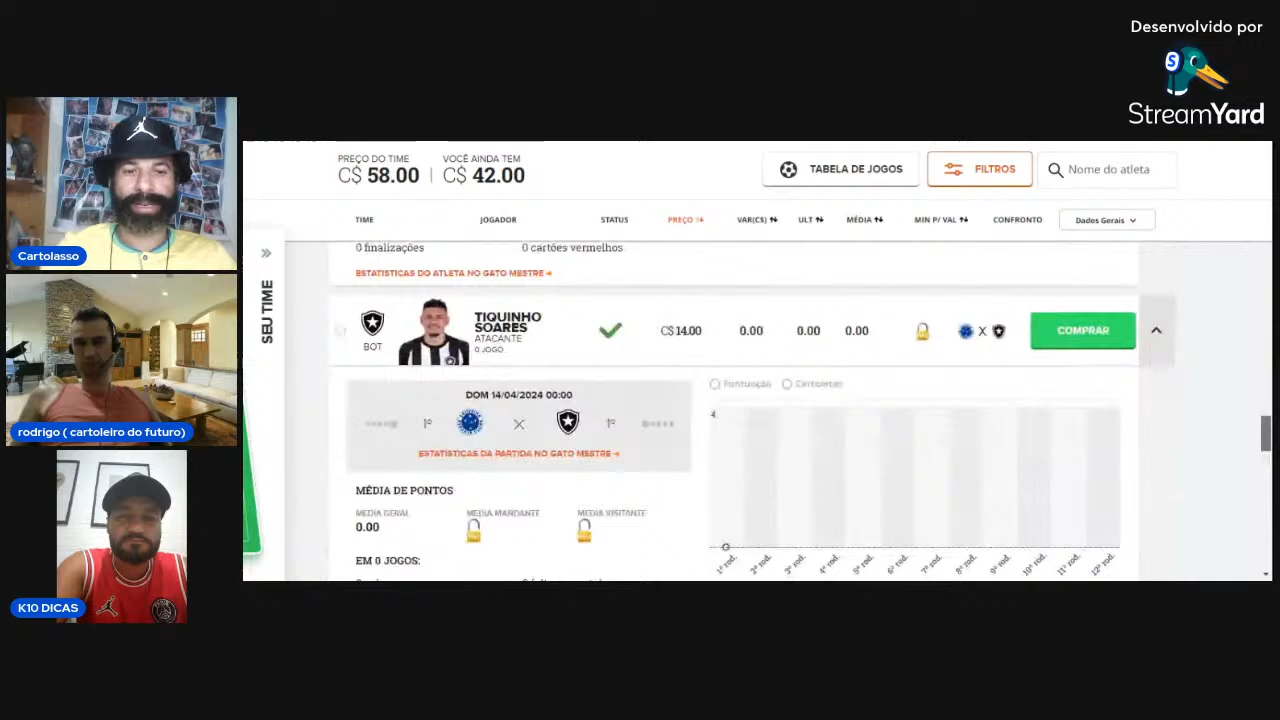 Desenvolvido por
StreamYard
Cartolasso
rodrigo ( cartoleiro do futuro)
K10 DICAS
PREÇO DO TIME
C$ 58.00
VOCÊ AINDA TEM
C$ 42.00
TABELA DE JOGOS
FILTROS
Nome do atleta
TIME JOGADOR STATUS PREÇO VAR(C$) ULT MÉDIA MIN P/ VAL CONFRONTO Dados Gerais
SEU TIME
0 finalizações 0 cartões vermelhos
ESTATISTICAS DO ATLETA NO GATO MESTRE
BOT
TIQUINHO
SOARES
ATACANTE
0 JOGO
C$ 14.00 0.00 0.00 0.00 X COMPRAR
DOM 14/04/2024 00:00
1º X 1º
ESTATÍSTICAS DA PARTIDA NO GATO MESTRE
MÉDIA DE PONTOS
MEDIA GERAL MEDIA MANDANTE MEDIA VISITANTE
0.00
EM 0 JOGOS:
Pontuação Cartoletas
4
1ª rod. 2ª rod. 3ª rod. 4ª rod. 5ª rod. 6ª rod. 7ª rod. 8ª rod. 9ª rod. 10ª rod. 11ª rod. 12ª rod.